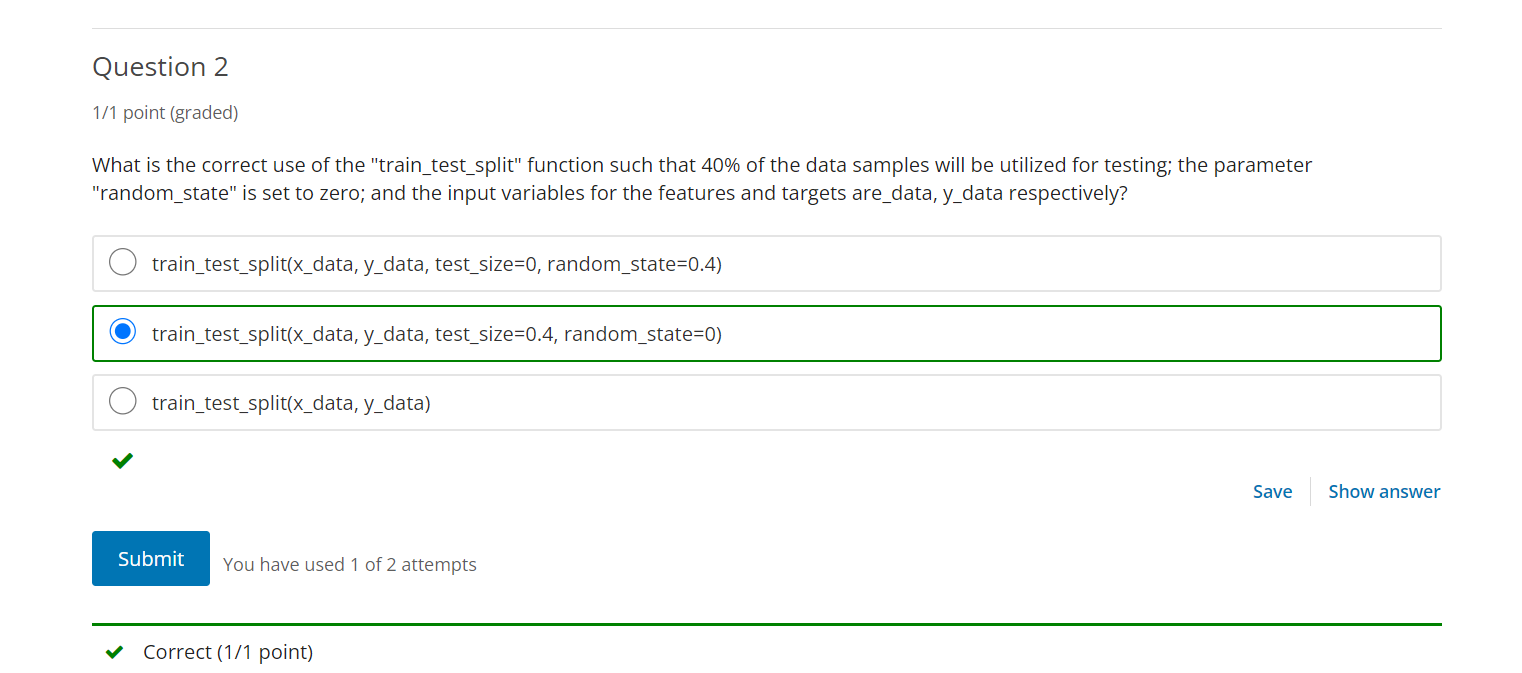 Question 2
1/1 point (graded)
What is the correct use of the "train_test_split" function such that 40% of the data samples will be utilized for testing; the parameter
"random_state" is set to zero; and the input variables for the features and targets are_data, y_data respectively?
train_test_split(x_data, y_data, test_size=0, random_state=0.4)
train_test_split(x_data, y_data, test_size=0.4, random_state=0)
train_test_split(x_data, y_data)
Save
Show answer
Submit
You have used 1 of 2 attempts
Correct (1/1 point)